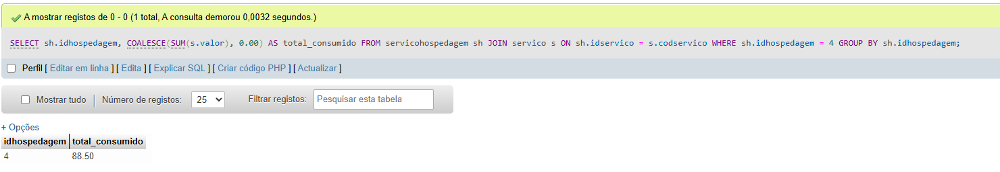 A mostrar registos de 0 - 0 (1 total, A consulta demorou 0,0032 segundos.)
SELECT sh.idhospedagem, COALESCE(SUM(s.valor), 0.00) AS total_consumido FROM servicohospedagem sh JOIN servico s ON sh.idservico = s.codservico WHERE sh.idhospedagem = 4 GROUP BY sh.idhospedagem;
Perfil [ Editar em linha ] [ Edita ] [ Explicar SQL ] [ Criar código PHP ] [ Actualizar ]
Mostrar tudo Número de registos: 25 Filtrar registos: Pesquisar esta tabela
+ Opções
idhospedagem total_consumido
4 88.50